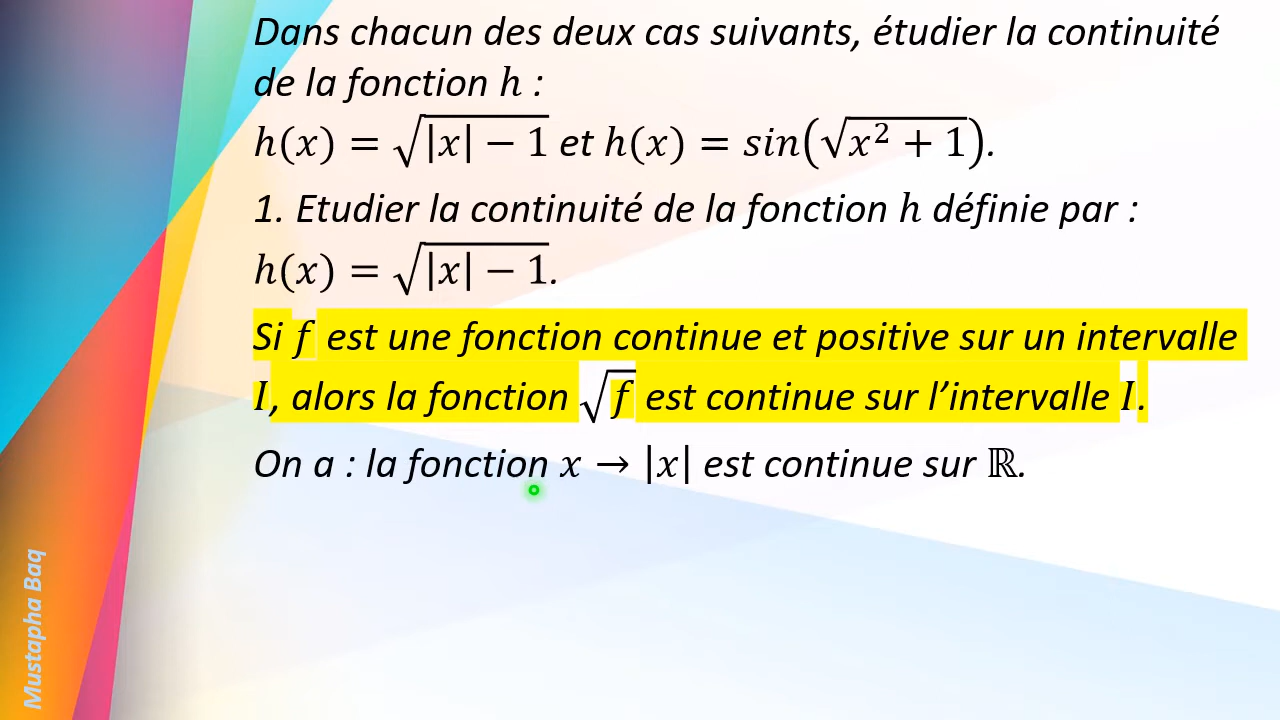 Dans chacun des deux cas suivants, étudier la continuité
de la fonction h :
h(x) = √(|x| − 1) et h(x) = sin(√(x² + 1)).
1. Etudier la continuité de la fonction h définie par :
h(x) = √(|x| − 1).
Si f est une fonction continue et positive sur un intervalle
I, alors la fonction √f est continue sur l’intervalle I.
On a : la fonction x → |x| est continue sur ℝ.
Mustapha Baq